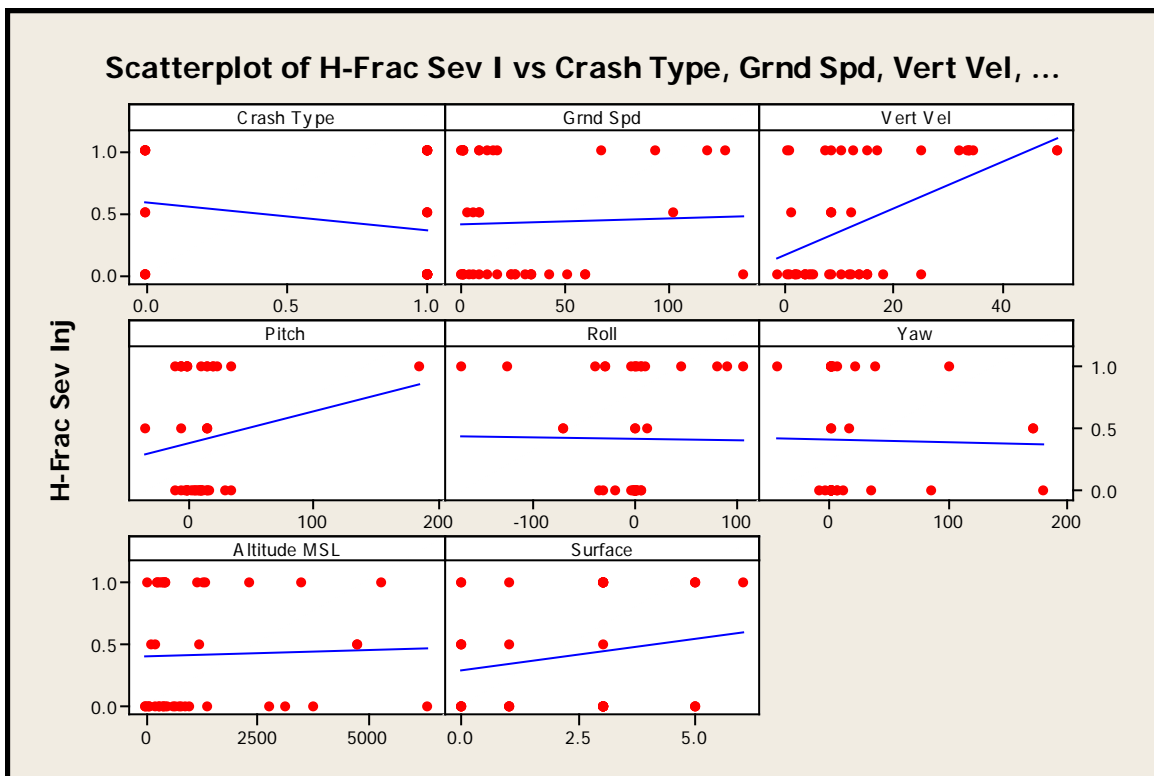 Scatterplot of H-Frac Sev I vs Crash Type, Grnd Spd, Vert Vel, ...
Crash Type Grnd Spd Vert Vel
1.0
0.5
0.0
0.0 0.5 1.0 0 50 100 0 20 40
Pitch Roll Yaw
1.0
0.5
0.0
0 100 200 -100 0 100 0 100 200
Altitude MSL Surface
1.0
0.5
0.0
0 2500 5000 0.0 2.5 5.0
H-Frac Sev Inj